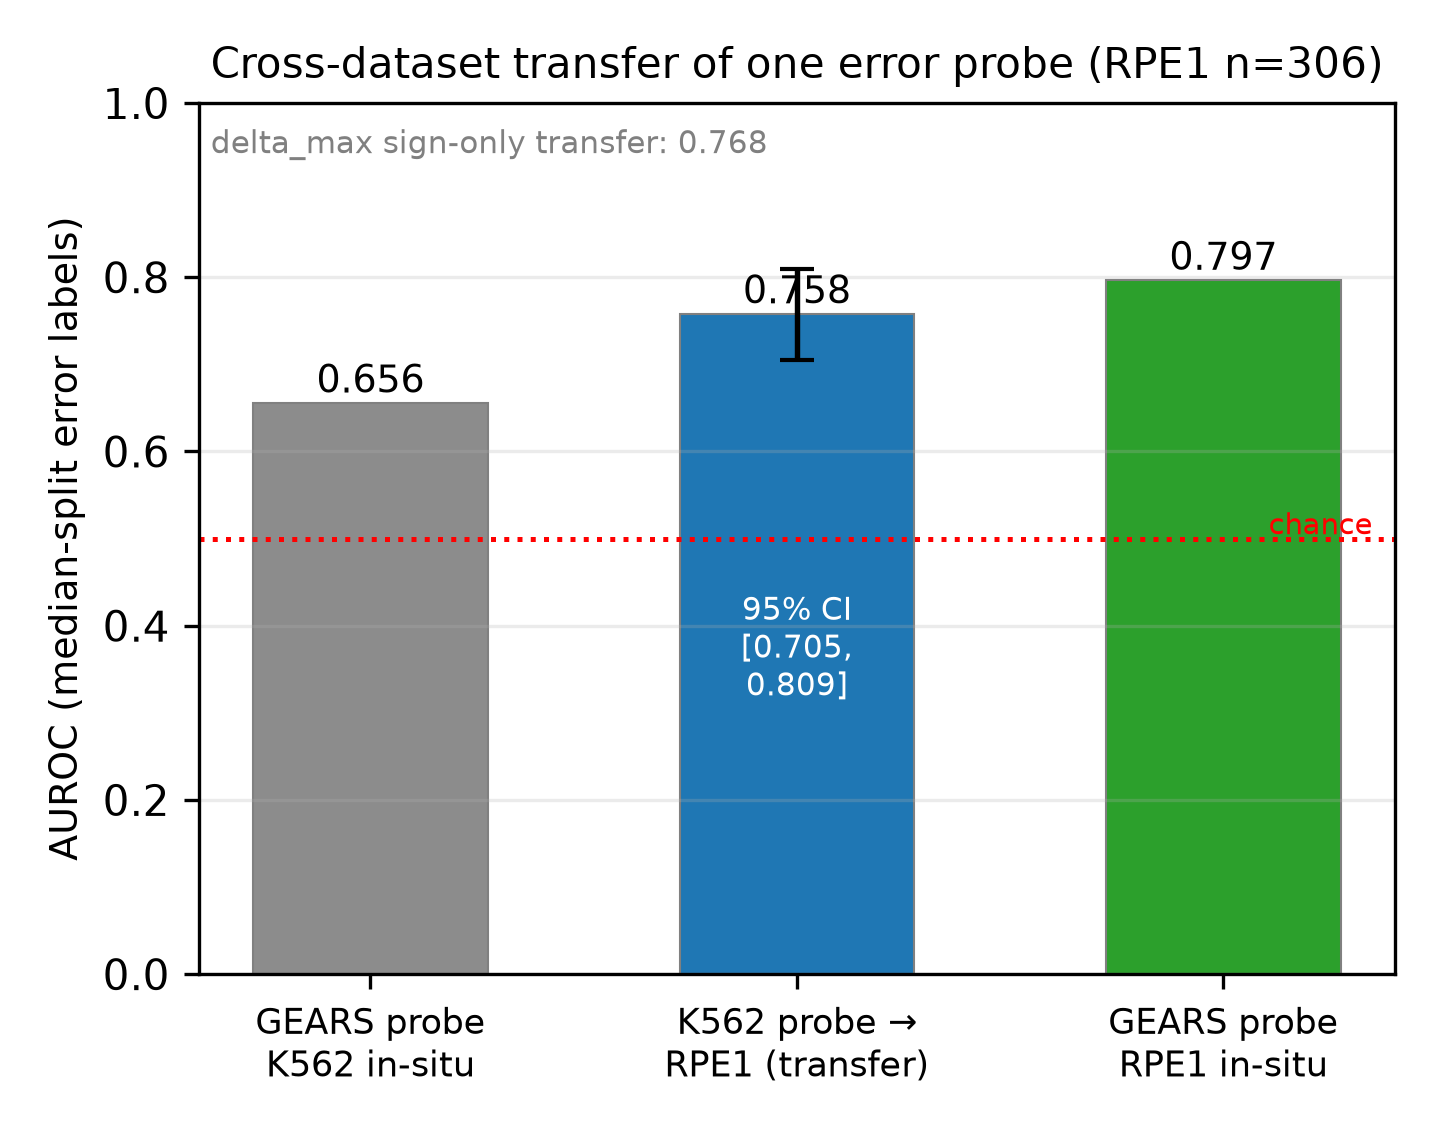 Cross-dataset transfer of one error probe (RPE1 n=306)
delta_max sign-only transfer: 0.768
AUROC (median-split error labels)
1.0
0.8
0.6
0.4
0.2
0.0
0.656
0.758
0.797
chance
95% CI
[0.705,
0.809]
GEARS probe
K562 in-situ
K562 probe →
RPE1 (transfer)
GEARS probe
RPE1 in-situ